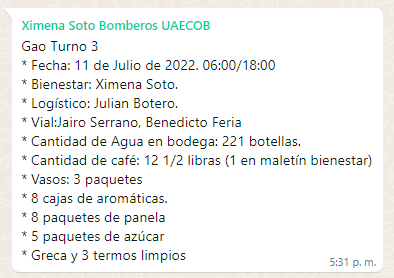 Ximena Soto Bomberos UAECOB
Gao Turno 3
* Fecha: 11 de Julio de 2022. 06:00/18:00
* Bienestar: Ximena Soto.
* Logístico: Julian Botero.
* Vial:Jairo Serrano, Benedicto Feria
* Cantidad de Agua en bodega: 221 botellas.
* Cantidad de café: 12 1/2 libras (1 en maletín bienestar)
* Vasos: 3 paquetes
* 8 cajas de aromáticas.
* 8 paquetes de panela
* 5 paquetes de azúcar
* Greca y 3 termos limpios
5:31 p. m.